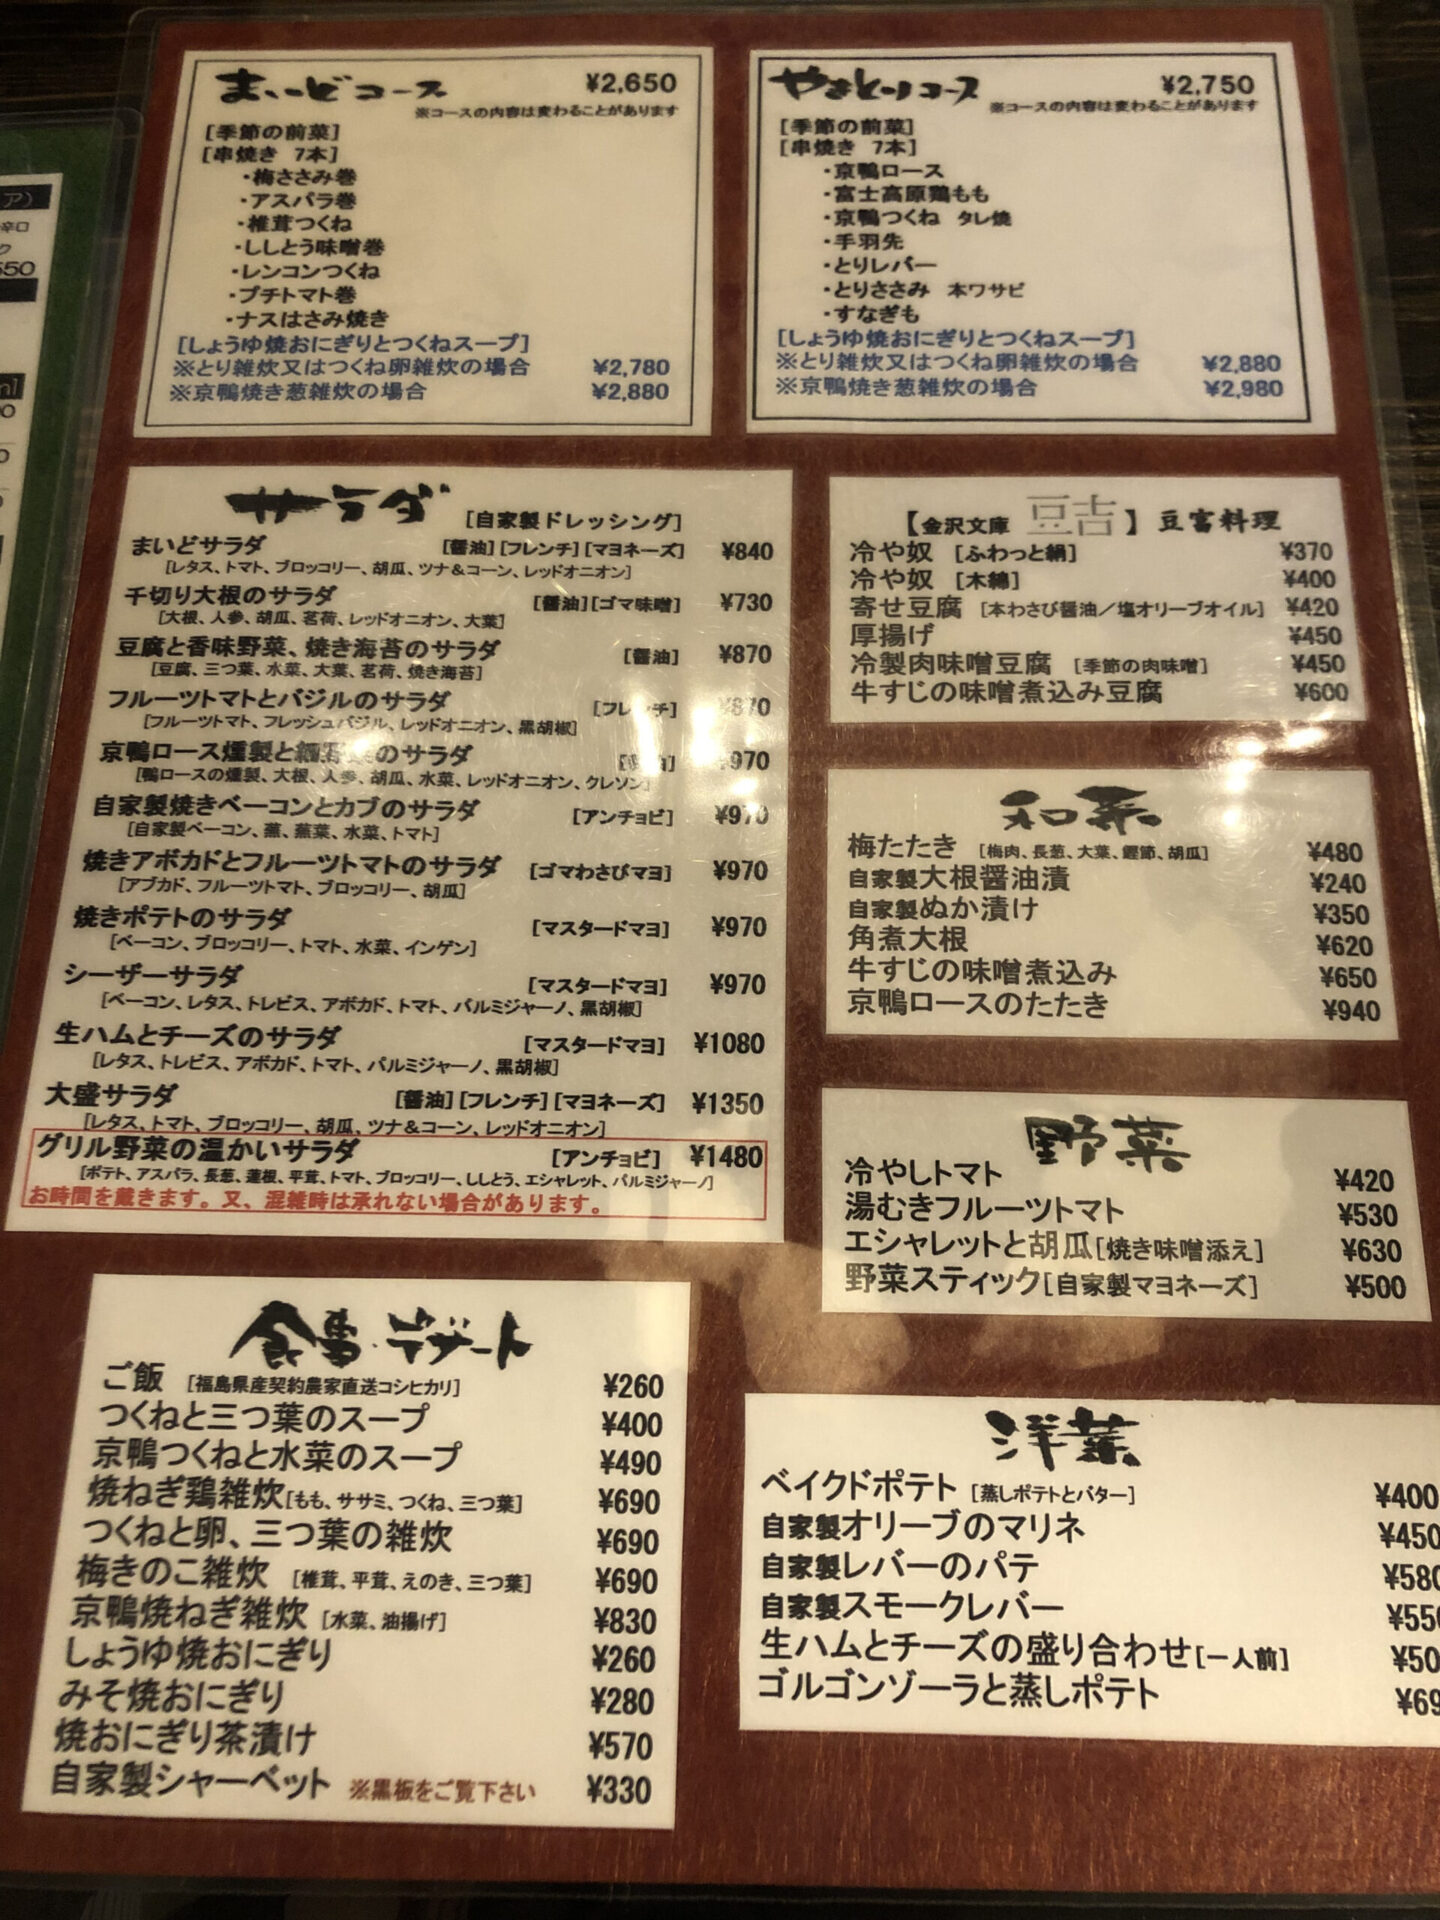 まいどコース ¥2,650
※コースの内容は変わることがあります
[季節の前菜]
[串焼き 7本]
・梅ささみ巻
・アスパラ巻
・椎茸つくね
・ししとう味噌巻
・レンコンつくね
・プチトマト巻
・ナスはさみ焼き
[しょうゆ焼おにぎりとつくねスープ]
※とり雑炊又はつくね卵雑炊の場合 ¥2,780
※京鴨焼き葱雑炊の場合 ¥2,880
やきとりコース ¥2,750
※コースの内容は変わることがあります
[季節の前菜]
[串焼き 7本]
・京鴨ロース
・富士高原鶏もも
・京鴨つくね タレ焼
・手羽先
・とりレバー
・とりささみ 本ワサビ
・すなぎも
[しょうゆ焼おにぎりとつくねスープ]
※とり雑炊又はつくね卵雑炊の場合 ¥2,880
※京鴨焼き葱雑炊の場合 ¥2,980
サラダ [自家製ドレッシング]
まいどサラダ [醤油][フレンチ][マヨネーズ] ¥840
[レタス、トマト、ブロッコリー、胡瓜、ツナ＆コーン、レッドオニオン]
千切り大根のサラダ [醤油][ゴマ味噌] ¥730
[大根、人参、胡瓜、茗荷、レッドオニオン、大葉]
豆腐と香味野菜、焼き海苔のサラダ [醤油] ¥870
[豆腐、三つ葉、水菜、大葉、茗荷、焼き海苔]
フルーツトマトとバジルのサラダ [フレンチ] ¥870
[フルーツトマト、フレッシュバジル、レッドオニオン、黒胡椒]
京鴨ロース燻製と細野菜のサラダ ¥970
[鴨ロースの燻製、大根、人参、胡瓜、水菜、レッドオニオン、クレソン]
自家製焼きベーコンとカブのサラダ [アンチョビ] ¥970
[自家製ベーコン、蕪、蕪葉、水菜、トマト]
焼きアボカドとフルーツトマトのサラダ [ゴマわさびマヨ] ¥970
[アブカド、フルーツトマト、ブロッコリー、胡瓜]
焼きポテトのサラダ [マスタードマヨ] ¥970
[ベーコン、ブロッコリー、トマト、水菜、インゲン]
シーザーサラダ [マスタードマヨ] ¥970
[ベーコン、レタス、トレビス、アボカド、トマト、パルミジャーノ、黒胡椒]
生ハムとチーズのサラダ [マスタードマヨ] ¥1080
[レタス、トレビス、アボカド、トマト、パルミジャーノ、黒胡椒]
大盛サラダ [醤油][フレンチ][マヨネーズ] ¥1350
[レタス、トマト、ブロッコリー、胡瓜、ツナ＆コーン、レッドオニオン]
グリル野菜の温かいサラダ [アンチョビ] ¥1480
[ポテト、アスパラ、長葱、蓮根、平茸、トマト、ブロッコリー、ししとう、エシャレット、パルミジャーノ]
お時間を戴きます。又、混雑時は承れない場合があります。
【金沢文庫 豆吉】豆富料理
冷や奴 [ふわっと絹] ¥370
冷や奴 [木綿] ¥400
寄せ豆腐 [本わさび醤油／塩オリーブオイル] ¥420
厚揚げ ¥450
冷製肉味噌豆腐 [季節の肉味噌] ¥450
牛すじの味噌煮込み豆腐 ¥600
和系
梅たたき [梅肉、長葱、大葉、鰹節、胡瓜] ¥480
自家製大根醤油漬 ¥240
自家製ぬか漬け ¥350
角煮大根 ¥620
牛すじの味噌煮込み ¥650
京鴨ロースのたたき ¥940
野菜
冷やしトマト ¥420
湯むきフルーツトマト ¥530
エシャレットと胡瓜[焼き味噌添え] ¥630
野菜スティック[自家製マヨネーズ] ¥500
食事・デザート
ご飯 [福島県産契約農家直送コシヒカリ] ¥260
つくねと三つ葉のスープ ¥400
京鴨つくねと水菜のスープ ¥490
焼ねぎ鶏雑炊[もも、ササミ、つくね、三つ葉] ¥690
つくねと卵、三つ葉の雑炊 ¥690
梅きのこ雑炊 [椎茸、平茸、えのき、三つ葉] ¥690
京鴨焼ねぎ雑炊 [水菜、油揚げ] ¥830
しょうゆ焼おにぎり ¥260
みそ焼おにぎり ¥280
焼おにぎり茶漬け ¥570
自家製シャーベット ※黒板をご覧下さい ¥330
洋菜
ベイクドポテト [蒸しポテトとバター] ¥400
自家製オリーブのマリネ ¥450
自家製レバーのパテ ¥580
自家製スモークレバー ¥550
生ハムとチーズの盛り合わせ[一人前] ¥50
ゴルゴンゾーラと蒸しポテト ¥69